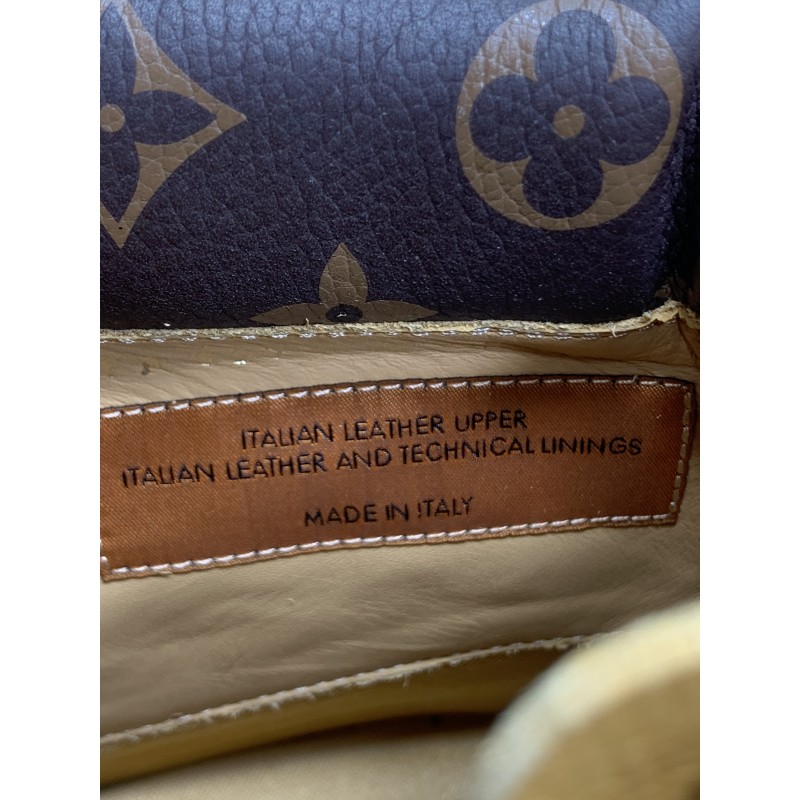 ITALIAN LEATHER UPPER
ITALIAN LEATHER AND TECHNICAL LININGS
MADE IN ITALY